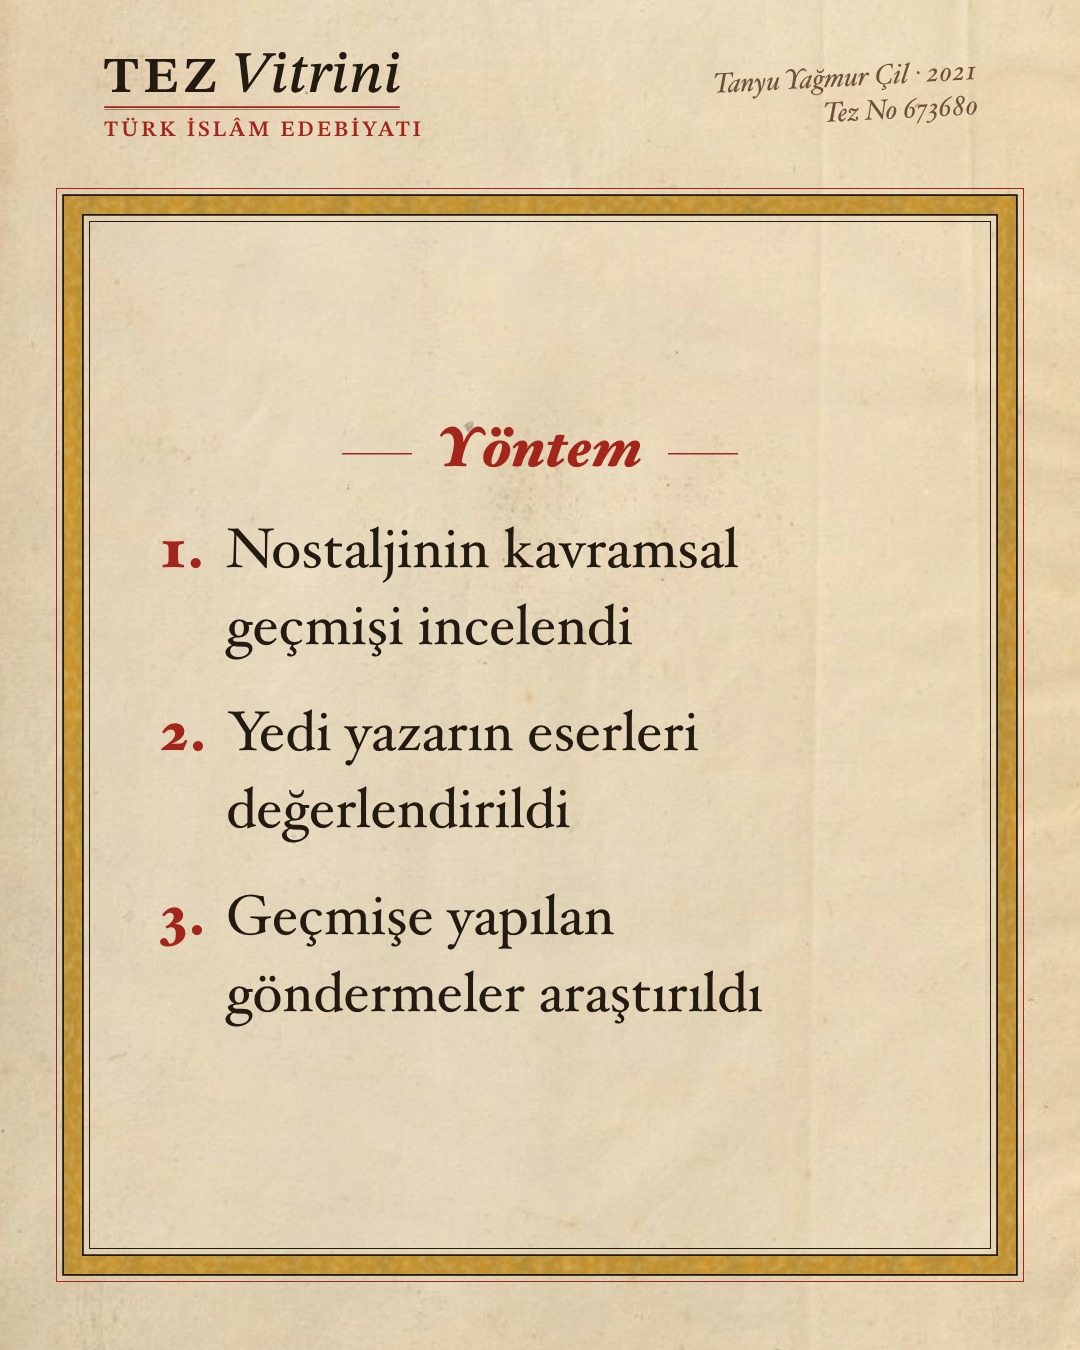 TEZ Vitrini
TÜRK İSLÂM EDEBİYATI
Tanyu Yağmur Çil · 2021
Tez No 673680
Yöntem
1. Nostaljinin kavramsal
geçmişi incelendi
2. Yedi yazarın eserleri
değerlendirildi
3. Geçmişe yapılan
göndermeler araştırıldı